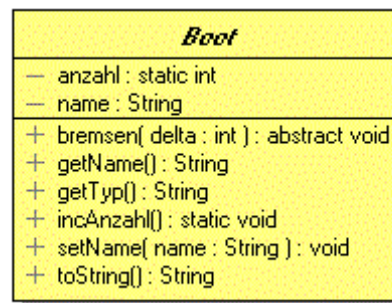 Boot
— anzahl : static int
— name : String
+ bremsen( delta : int ) : abstract void
+ getName() : String
+ getTyp() : String
+ incAnzahl() : static void
+ setName( name : String ) : void
+ toString() : String